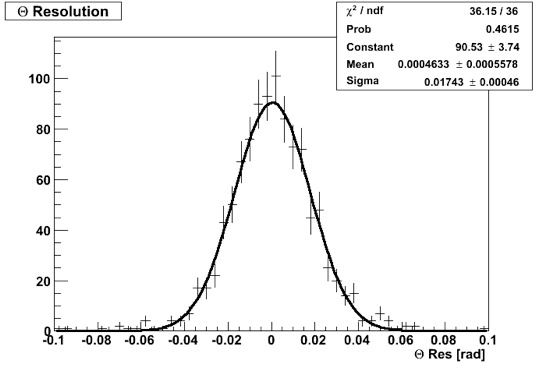 Θ Resolution
χ² / ndf 36.15 / 36
Prob 0.4615
Constant 90.53 ± 3.74
Mean 0.0004633 ± 0.0005578
Sigma 0.01743 ± 0.00046
100
80
60
40
20
0
-0.1 -0.08 -0.06 -0.04 -0.02 0 0.02 0.04 0.06 0.08 0.1
Θ Res [rad]